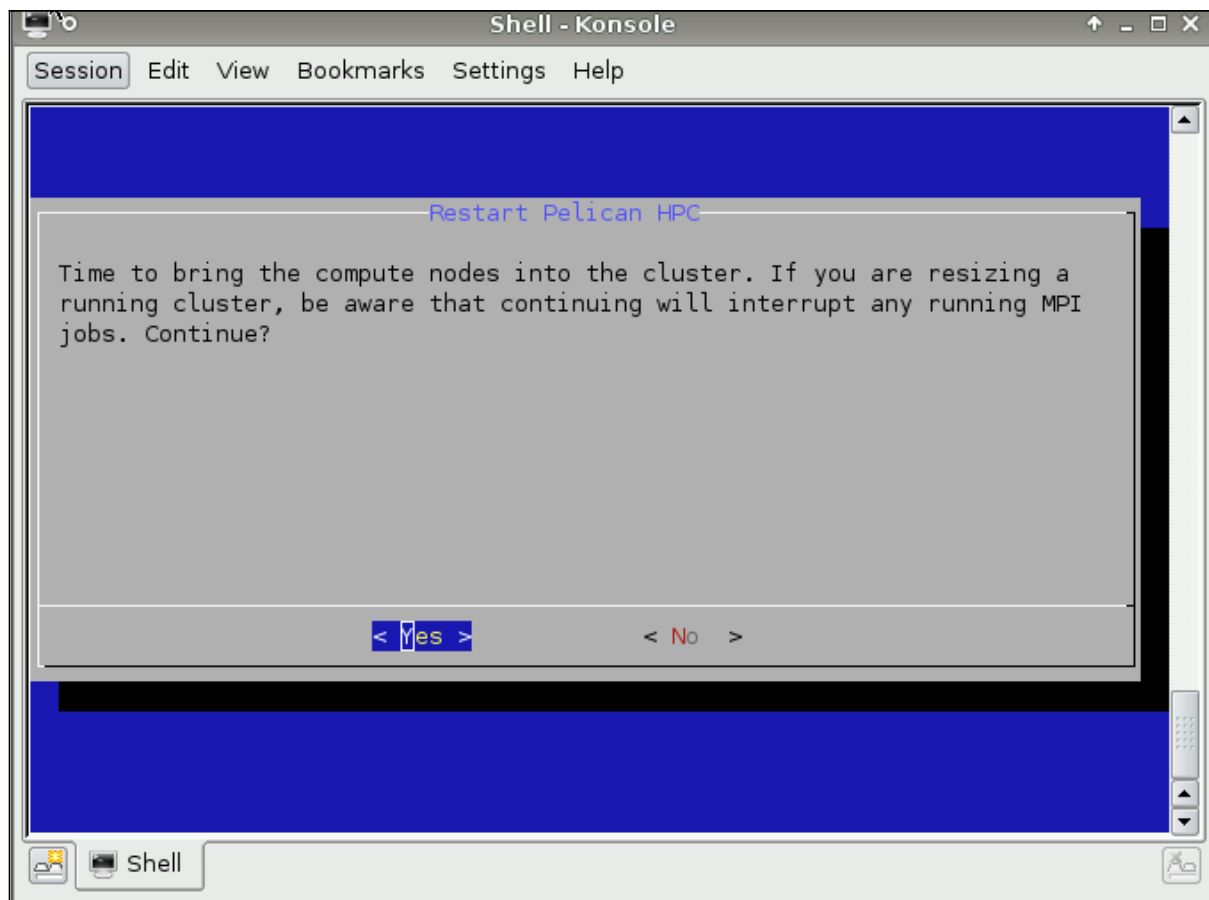 Shell - Konsole
Session Edit View Bookmarks Settings Help
Restart Pelican HPC
Time to bring the compute nodes into the cluster. If you are resizing a
running cluster, be aware that continuing will interrupt any running MPI
jobs. Continue?
< Yes > < No >
Shell